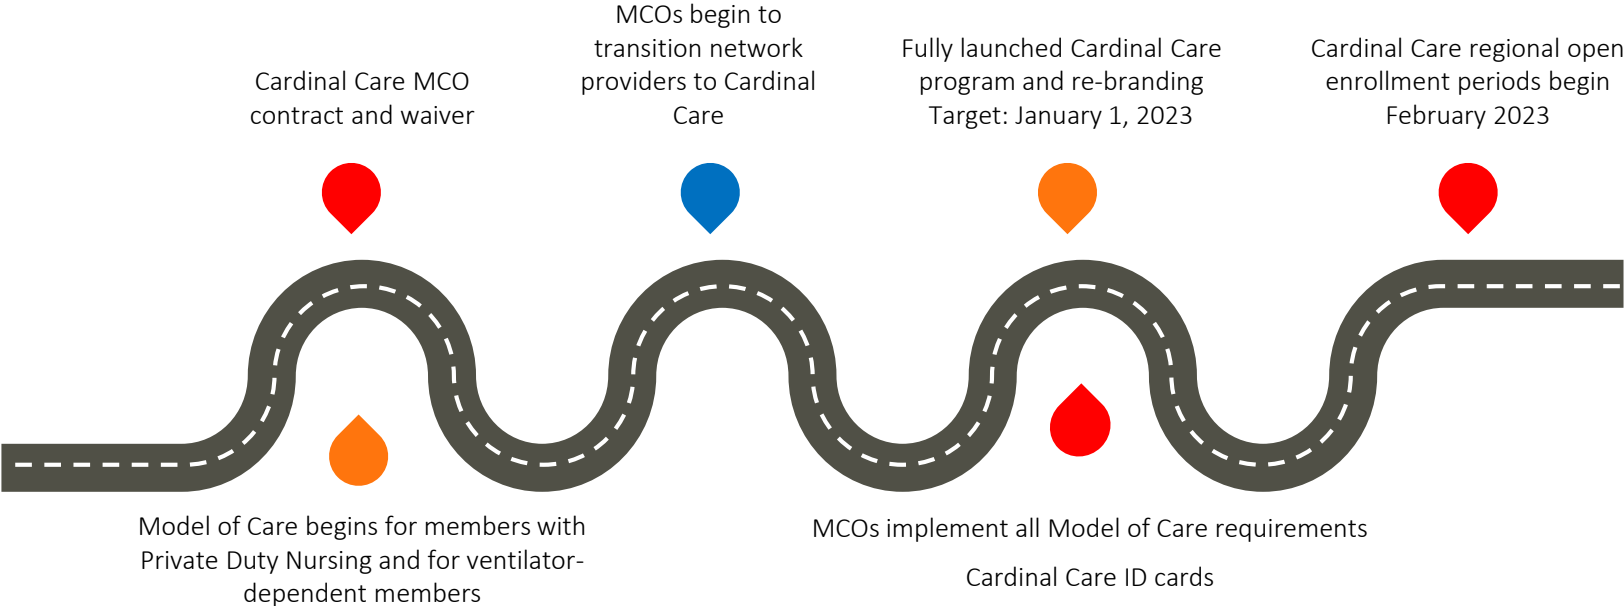 Cardinal Care MCO
contract and waiver
MCOs begin to
transition network
providers to Cardinal
Care
Fully launched Cardinal Care
program and re-branding
Target: January 1, 2023
Cardinal Care regional open
enrollment periods begin
February 2023
Model of Care begins for members with
Private Duty Nursing and for ventilator-
dependent members
MCOs implement all Model of Care requirements
Cardinal Care ID cards